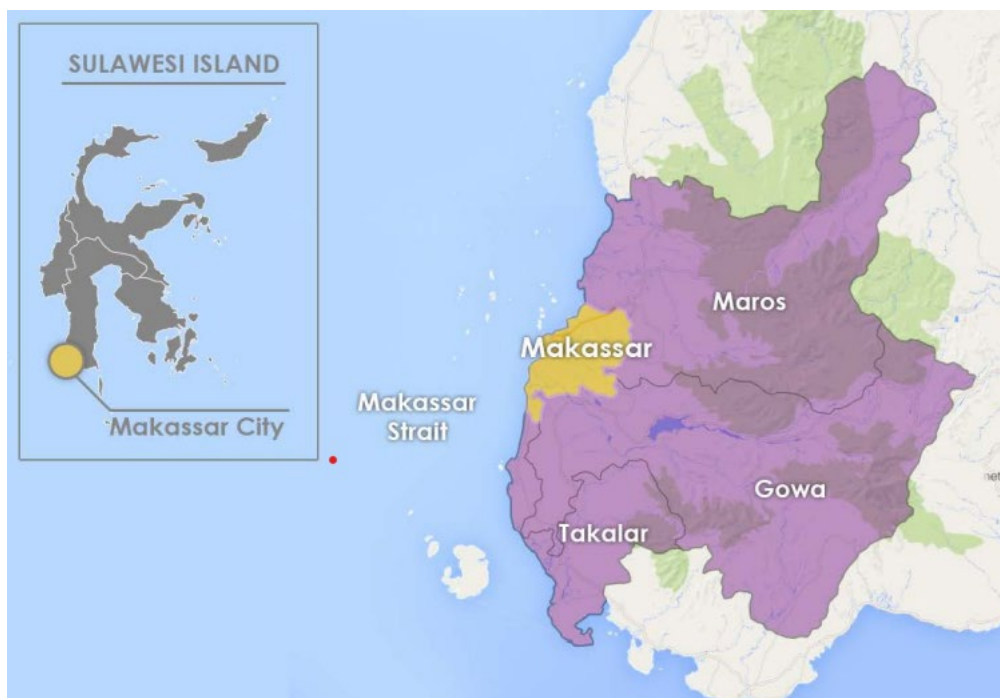 SULAWESI ISLAND
Makassar City
Makassar
Strait
Makassar
Maros
Gowa
Takalar